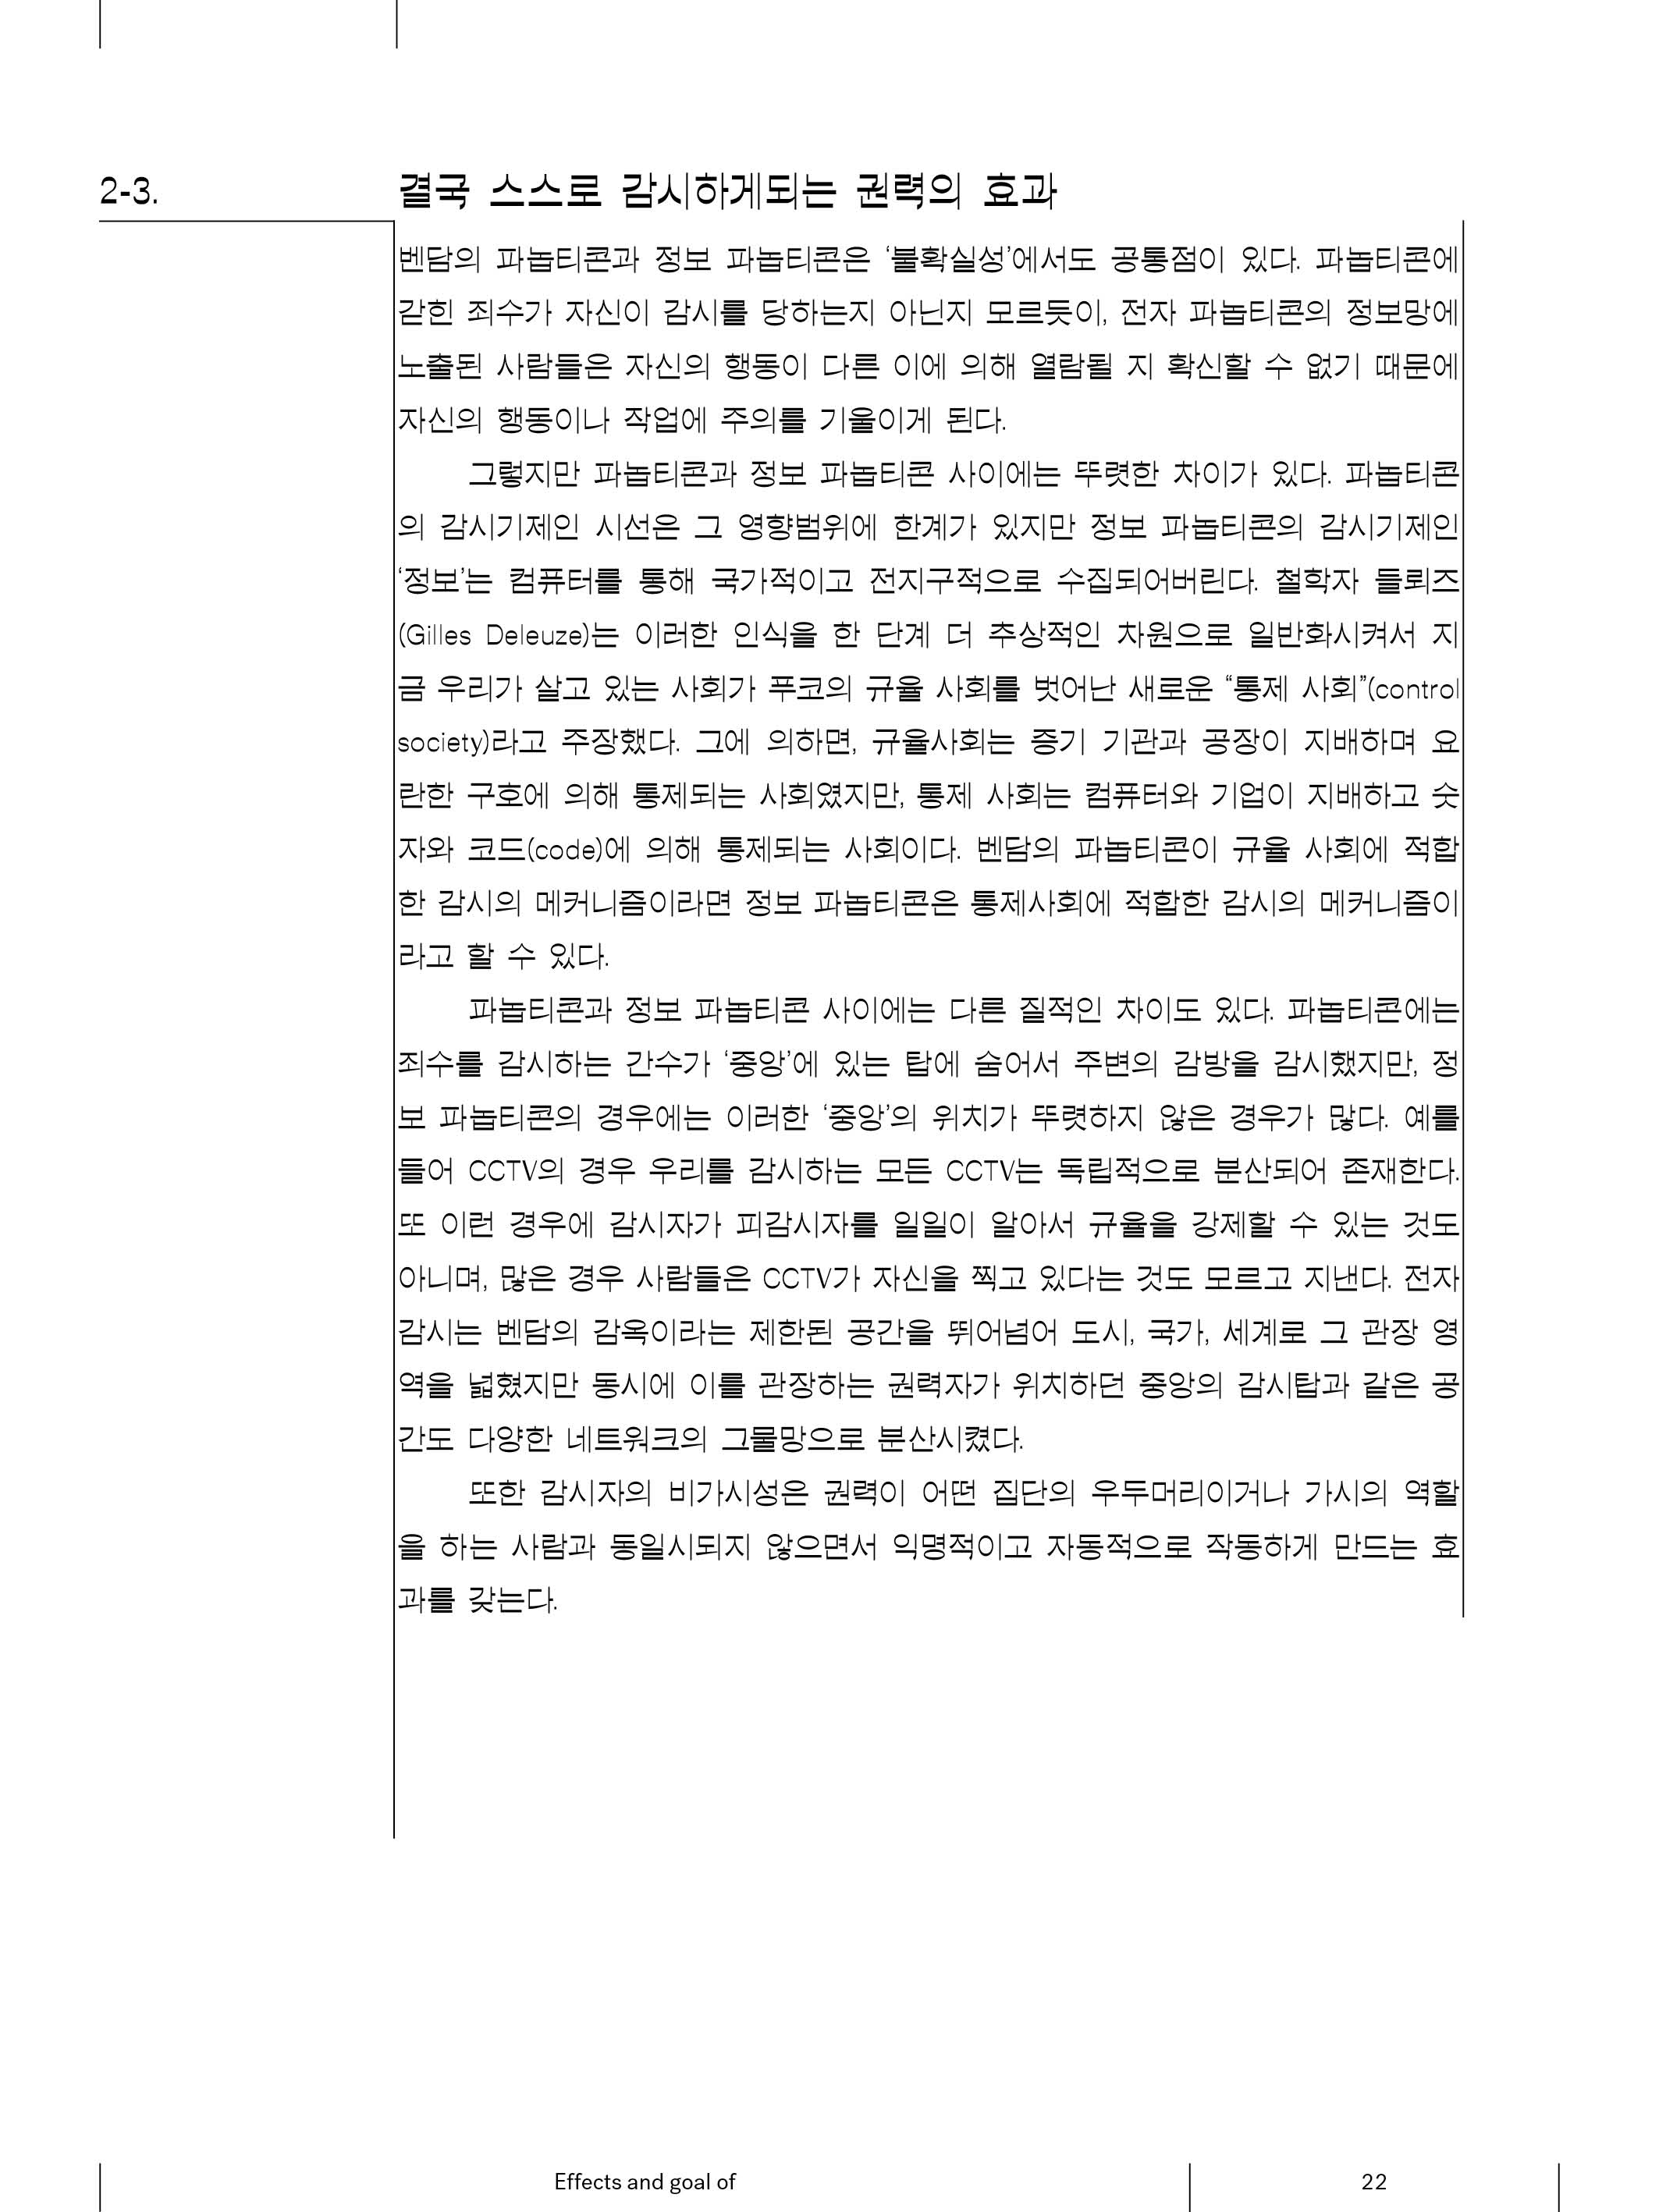 2-3.
결국 스스로 감시하게되는 권력의 효과
벤담의 파놉티콘과 정보 파놉티콘은 ‘불확실성’에서도 공통점이 있다. 파놉티콘에
갇힌 죄수가 자신이 감시를 당하는지 아닌지 모르듯이, 전자 파놉티콘의 정보망에
노출된 사람들은 자신의 행동이 다른 이에 의해 열람될 지 확신할 수 없기 때문에
자신의 행동이나 작업에 주의를 기울이게 된다.
그렇지만 파놉티콘과 정보 파놉티콘 사이에는 뚜렷한 차이가 있다. 파놉티콘
의 감시기제인 시선은 그 영향범위에 한계가 있지만 정보 파놉티콘의 감시기제인
‘정보’는 컴퓨터를 통해 국가적이고 전지구적으로 수집되어버린다. 철학자 들뢰즈
(Gilles Deleuze)는 이러한 인식을 한 단계 더 추상적인 차원으로 일반화시켜서 지
금 우리가 살고 있는 사회가 푸코의 규율 사회를 벗어난 새로운 “통제 사회”(control
society)라고 주장했다. 그에 의하면, 규율사회는 증기 기관과 공장이 지배하며 요
란한 구호에 의해 통제되는 사회였지만, 통제 사회는 컴퓨터와 기업이 지배하고 숫
자와 코드(code)에 의해 통제되는 사회이다. 벤담의 파놉티콘이 규율 사회에 적합
한 감시의 메커니즘이라면 정보 파놉티콘은 통제사회에 적합한 감시의 메커니즘이
라고 할 수 있다.
파놉티콘과 정보 파놉티콘 사이에는 다른 질적인 차이도 있다. 파놉티콘에는
죄수를 감시하는 간수가 ‘중앙’에 있는 탑에 숨어서 주변의 감방을 감시했지만, 정
보 파놉티콘의 경우에는 이러한 ‘중앙’의 위치가 뚜렷하지 않은 경우가 많다. 예를
들어 CCTV의 경우 우리를 감시하는 모든 CCTV는 독립적으로 분산되어 존재한다.
또 이런 경우에 감시자가 피감시자를 일일이 알아서 규율을 강제할 수 있는 것도
아니며, 많은 경우 사람들은 CCTV가 자신을 찍고 있다는 것도 모르고 지낸다. 전자
감시는 벤담의 감옥이라는 제한된 공간을 뛰어넘어 도시, 국가, 세계로 그 관장 영
역을 넓혔지만 동시에 이를 관장하는 권력자가 위치하던 중앙의 감시탑과 같은 공
간도 다양한 네트워크의 그물망으로 분산시켰다.
또한 감시자의 비가시성은 권력이 어떤 집단의 우두머리이거나 가시의 역할
을 하는 사람과 동일시되지 않으면서 익명적이고 자동적으로 작동하게 만드는 효
과를 갖는다.
Effects and goal of
22